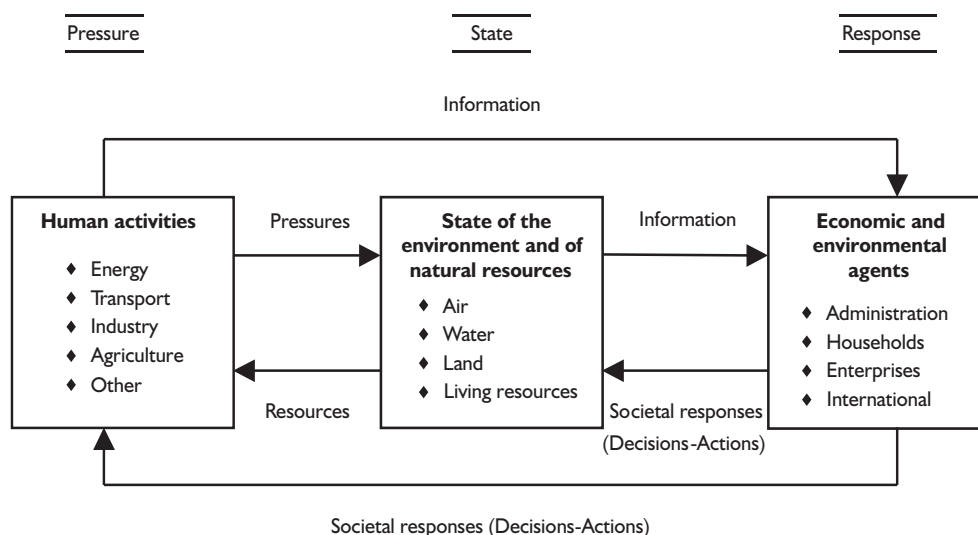 Pressure
State
Response
Information
Human activities
♦ Energy
♦ Transport
♦ Industry
♦ Agriculture
♦ Other
Pressures
Resources
State of the
environment and of
natural resources
♦ Air
♦ Water
♦ Land
♦ Living resources
Information
Societal responses
(Decisions-Actions)
Economic and
environmental
agents
♦ Administration
♦ Households
♦ Enterprises
♦ International
Societal responses (Decisions-Actions)